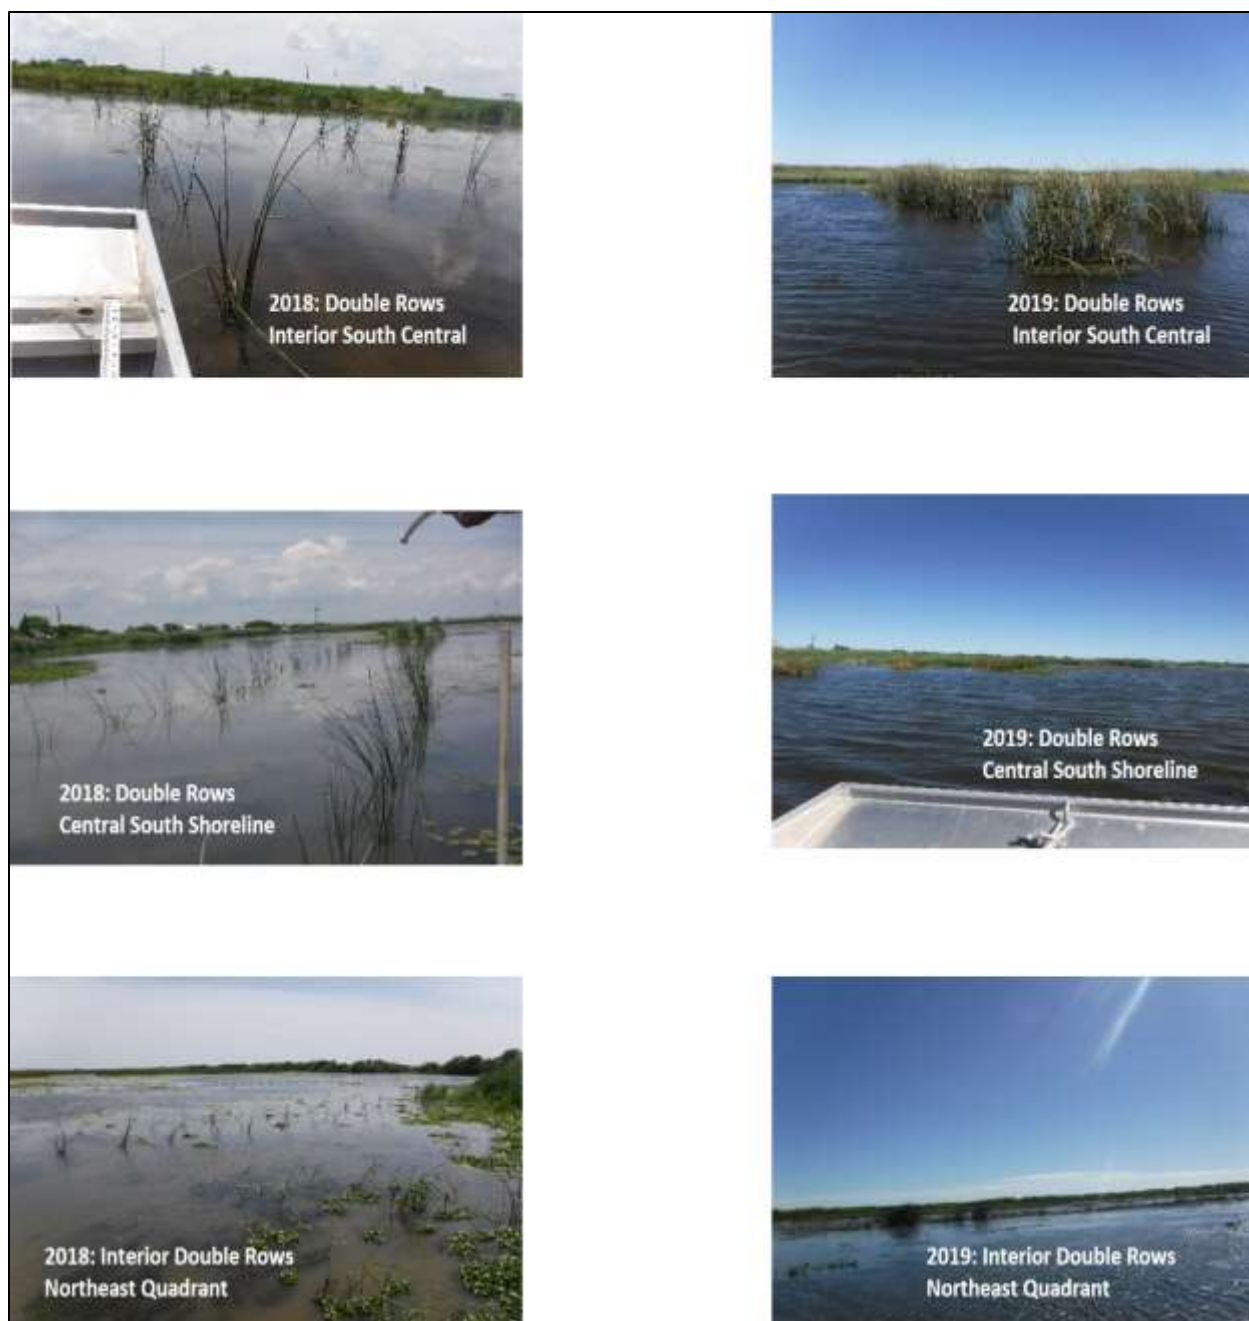 2018: Double Rows
Interior South Central
2019: Double Rows
Interior South Central
2018: Double Rows
Central South Shoreline
2019: Double Rows
Central South Shoreline
2018: Interior Double Rows
Northeast Quadrant
2019: Interior Double Rows
Northeast Quadrant